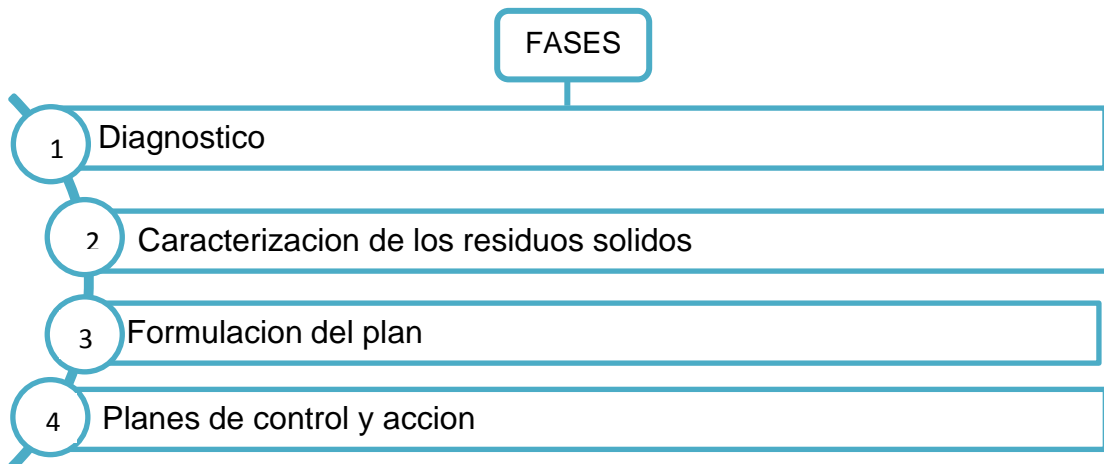 FASES
1 Diagnostico
2 Caracterizacion de los residuos solidos
3 Formulacion del plan
4 Planes de control y accion